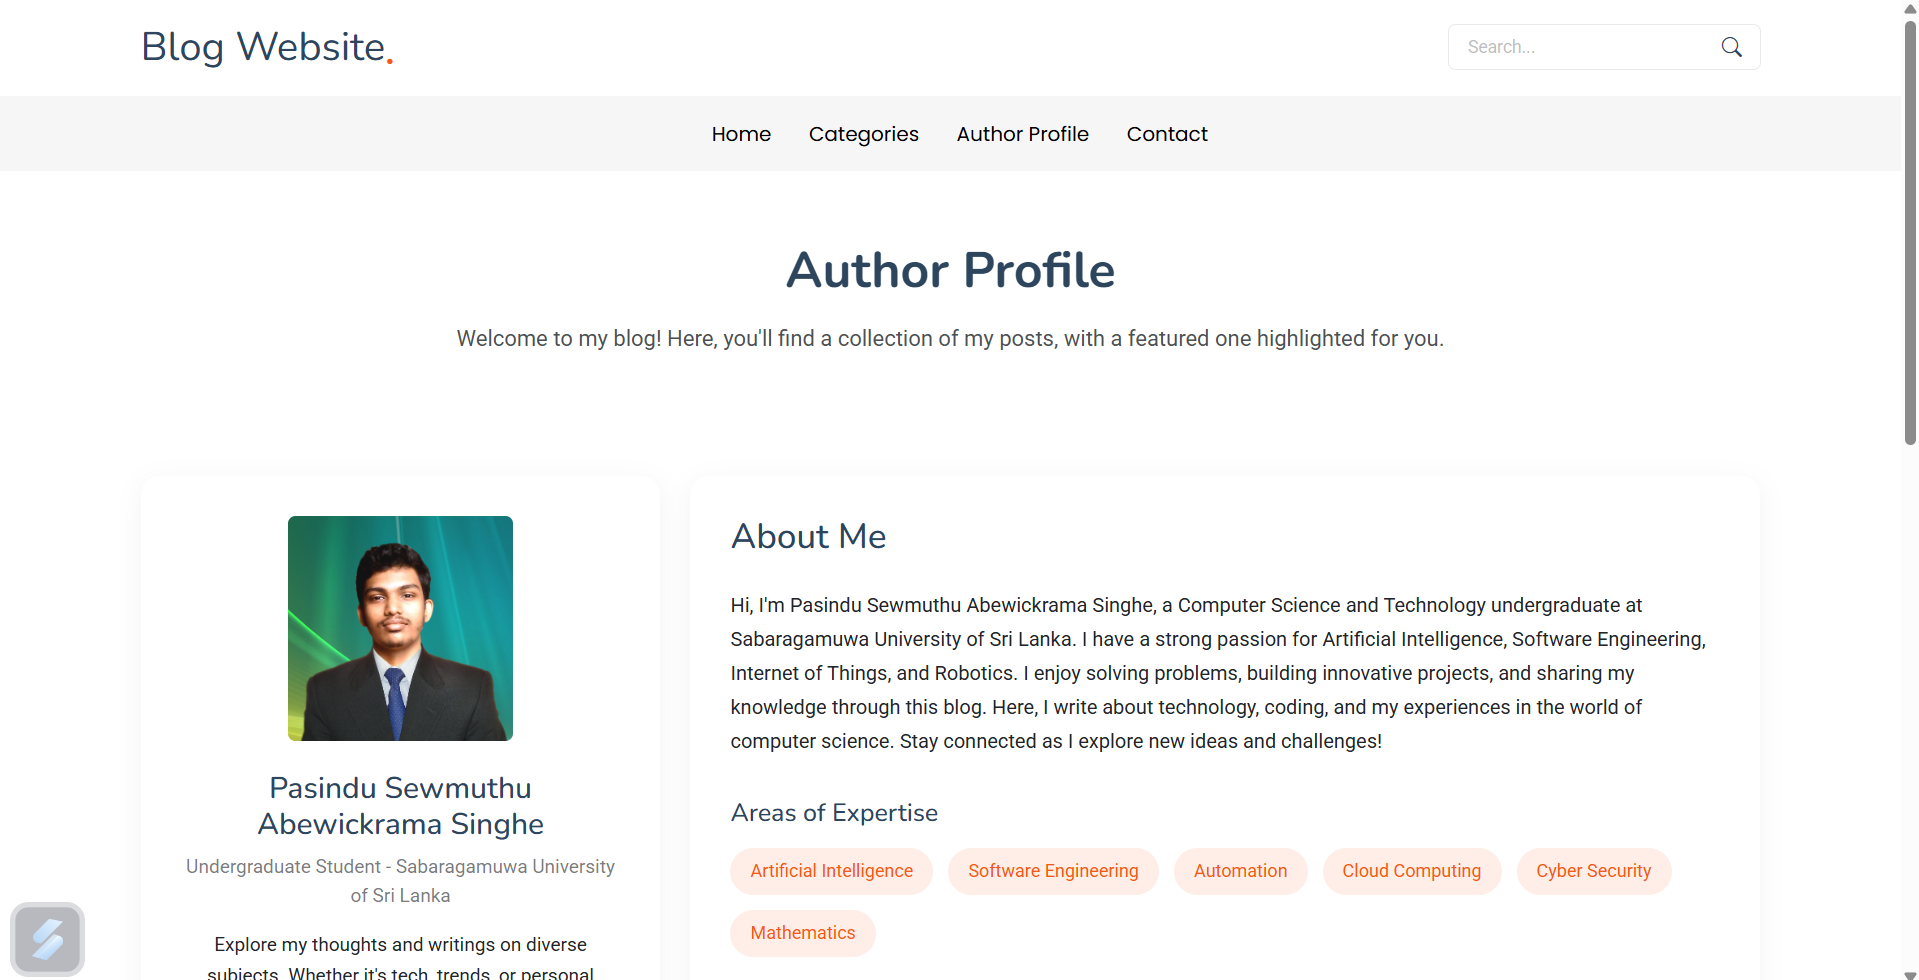 Blog Website.
Search...
Home Categories Author Profile Contact
Author Profile
Welcome to my blog! Here, you'll find a collection of my posts, with a featured one highlighted for you.
Pasindu Sewmuthu
Abewickrama Singhe
Undergraduate Student - Sabaragamuwa University
of Sri Lanka
Explore my thoughts and writings on diverse
subjects. Whether it's tech, trends, or personal
About Me
Hi, I'm Pasindu Sewmuthu Abewickrama Singhe, a Computer Science and Technology undergraduate at
Sabaragamuwa University of Sri Lanka. I have a strong passion for Artificial Intelligence, Software Engineering,
Internet of Things, and Robotics. I enjoy solving problems, building innovative projects, and sharing my
knowledge through this blog. Here, I write about technology, coding, and my experiences in the world of
computer science. Stay connected as I explore new ideas and challenges!
Areas of Expertise
Artificial Intelligence Software Engineering Automation Cloud Computing Cyber Security
Mathematics